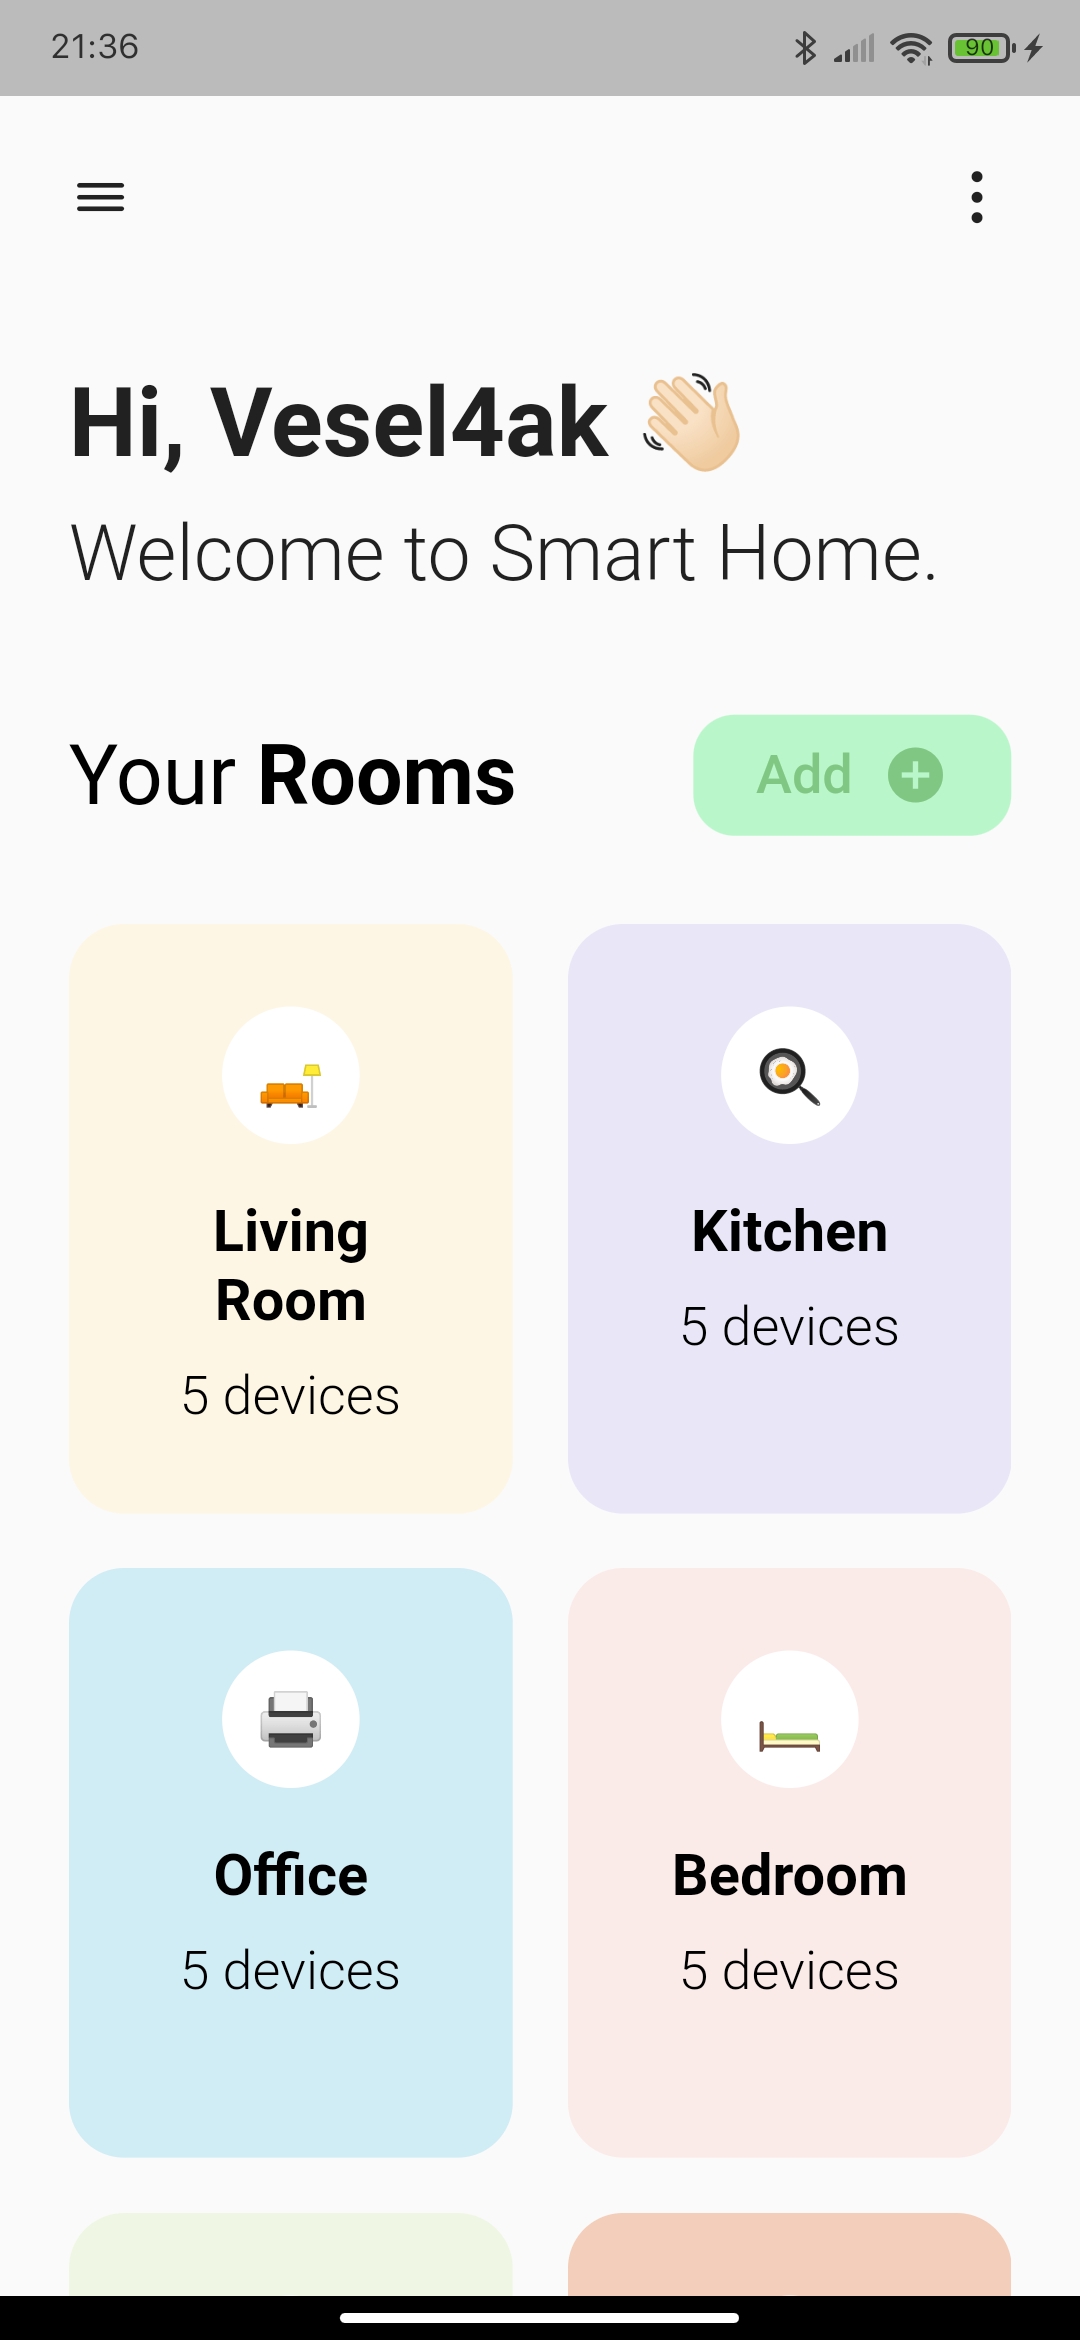 21:36
90
Hi, Vesel4ak 👋🏻
Welcome to Smart Home.
Your Rooms
Add
Living
Room
5 devices
Kitchen
5 devices
Office
5 devices
Bedroom
5 devices